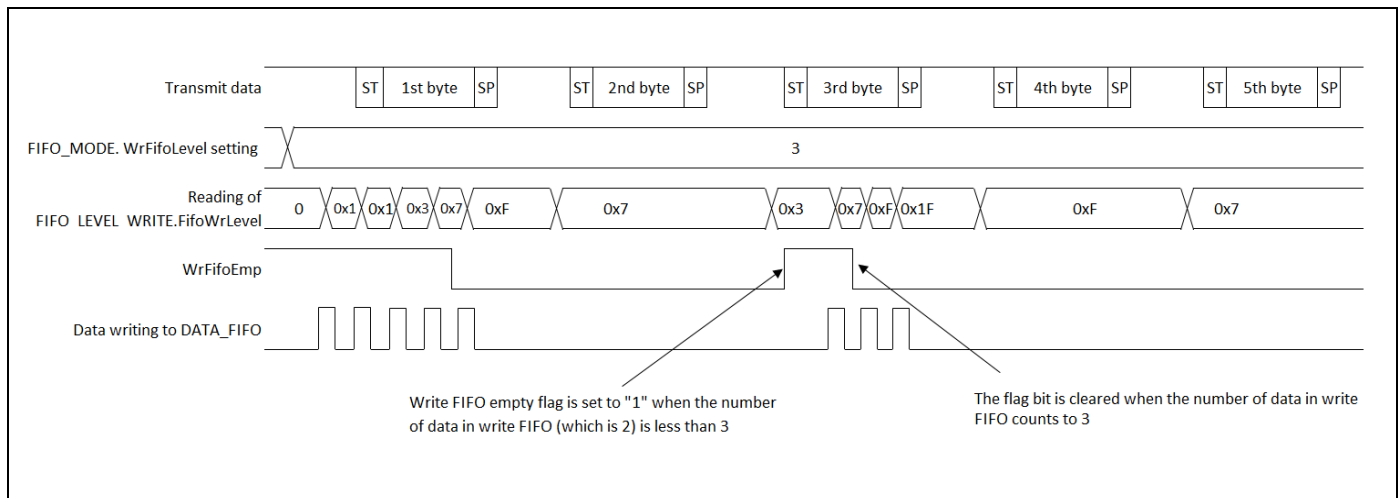 Transmit data
ST 1st byte SP ST 2nd byte SP ST 3rd byte SP ST 4th byte SP ST 5th byte SP
FIFO_MODE. WrFifoLevel setting
3
Reading of
FIFO LEVEL WRITE.FifoWrLevel
0 0x1 0x1 0x3 0x7 0xF 0x7 0x3 0x7 0xF 0x1F 0xF 0x7
WrFifoEmp
Data writing to DATA_FIFO
Write FIFO empty flag is set to "1" when the number
of data in write FIFO (which is 2) is less than 3
The flag bit is cleared when the number of data in write
FIFO counts to 3